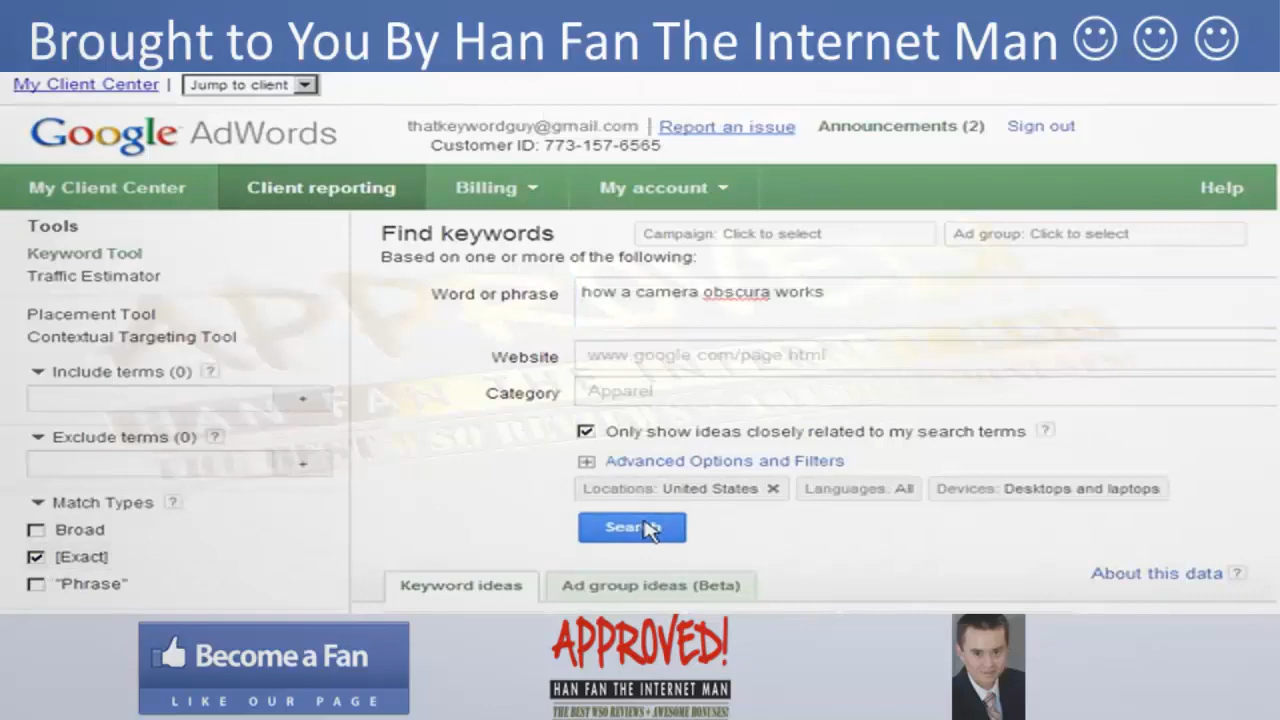 Brought to You By Han Fan The Internet Man ☺ ☺ ☺
My Client Center | Jump to client
Google AdWords
thatkeywordguy@gmail.com | Report an issue Announcements (2) Sign out
Customer ID: 773-157-6565
My Client Center Client reporting Billing My account Help
Tools
Keyword Tool
Traffic Estimator
Placement Tool
Contextual Targeting Tool
Include terms (0) ?
+
Exclude terms (0) ?
+
Match Types ?
Broad
[Exact]
"Phrase"
Find keywords Campaign: Click to select Ad group: Click to select
Based on one or more of the following:
Word or phrase how a camera obscura works
Website www.google.com/page.html
Category Apparel
Only show ideas closely related to my search terms ?
Advanced Options and Filters
Locations: United States × Languages: All Devices: Desktops and laptops
Search
About this data ?
Keyword ideas Ad group ideas (Beta)
Become a Fan
LIKE OUR PAGE
APPROVED!
HAN FAN THE INTERNET MAN
THE BEST WSO REVIEWS + AWESOME BONUSES!